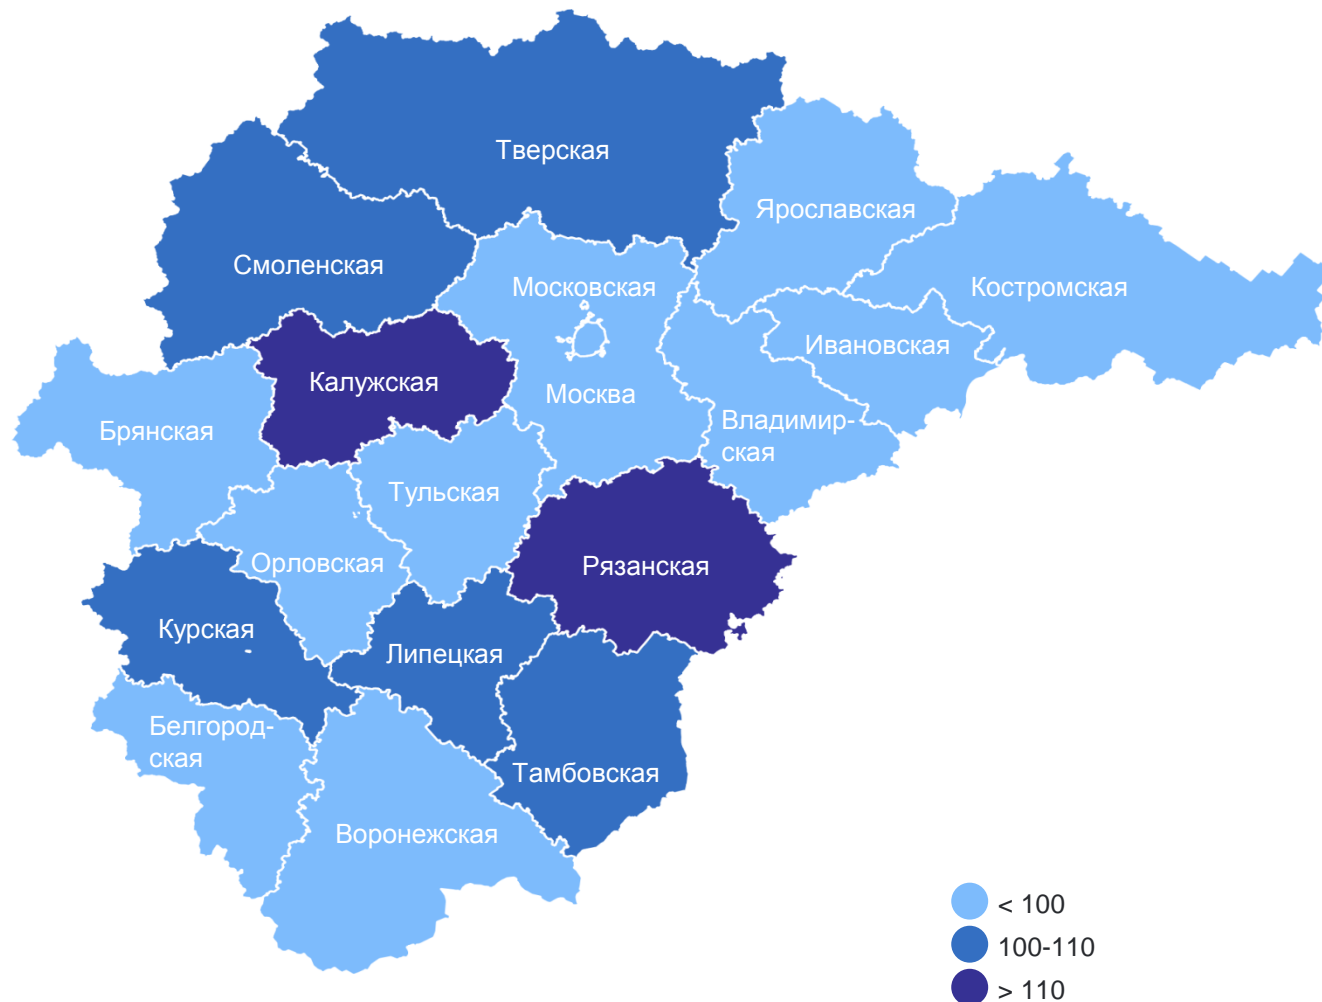 Тверская
Ярославская
Смоленская
Московская
Костромская
Ивановская
Калужская
Москва
Брянская
Владимир-
ская
Тульская
Орловская
Рязанская
Курская
Липецкая
Белгород-
ская
Тамбовская
Воронежская
< 100
100-110
> 110